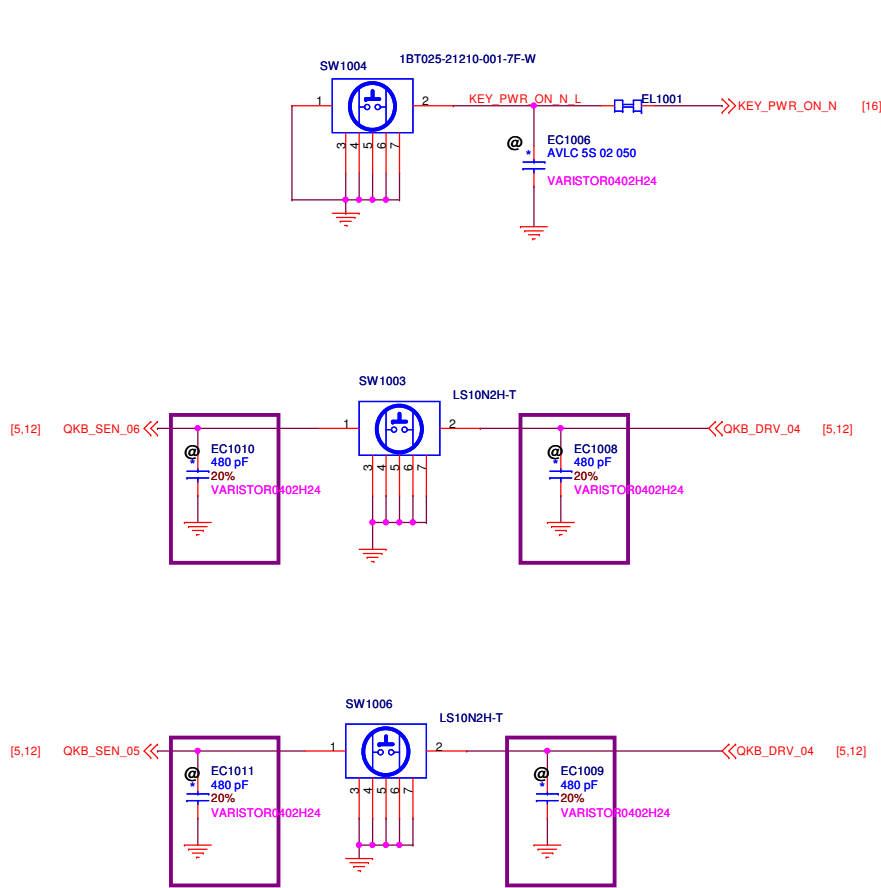 1BT025-21210-001-7F-W
SW1004
1
2
KEY_PWR_ON_N_L
EL1001
KEY_PWR_ON_N [16]
3 4 5 6 7
@
EC1006
* AVLC 5S 02 050
VARISTOR0402H24
SW1003
LS10N2H-T
[5,12] QKB_SEN_06
1
2
QKB_DRV_04 [5,12]
@
EC1010
* 480 pF
20%
VARISTOR0402H24
3 4 5 6 7
@
EC1008
* 480 pF
20%
VARISTOR0402H24
SW1006
LS10N2H-T
[5,12] QKB_SEN_05
1
2
QKB_DRV_04 [5,12]
@
EC1011
* 480 pF
20%
VARISTOR0402H24
3 4 5 6 7
@
EC1009
* 480 pF
20%
VARISTOR0402H24